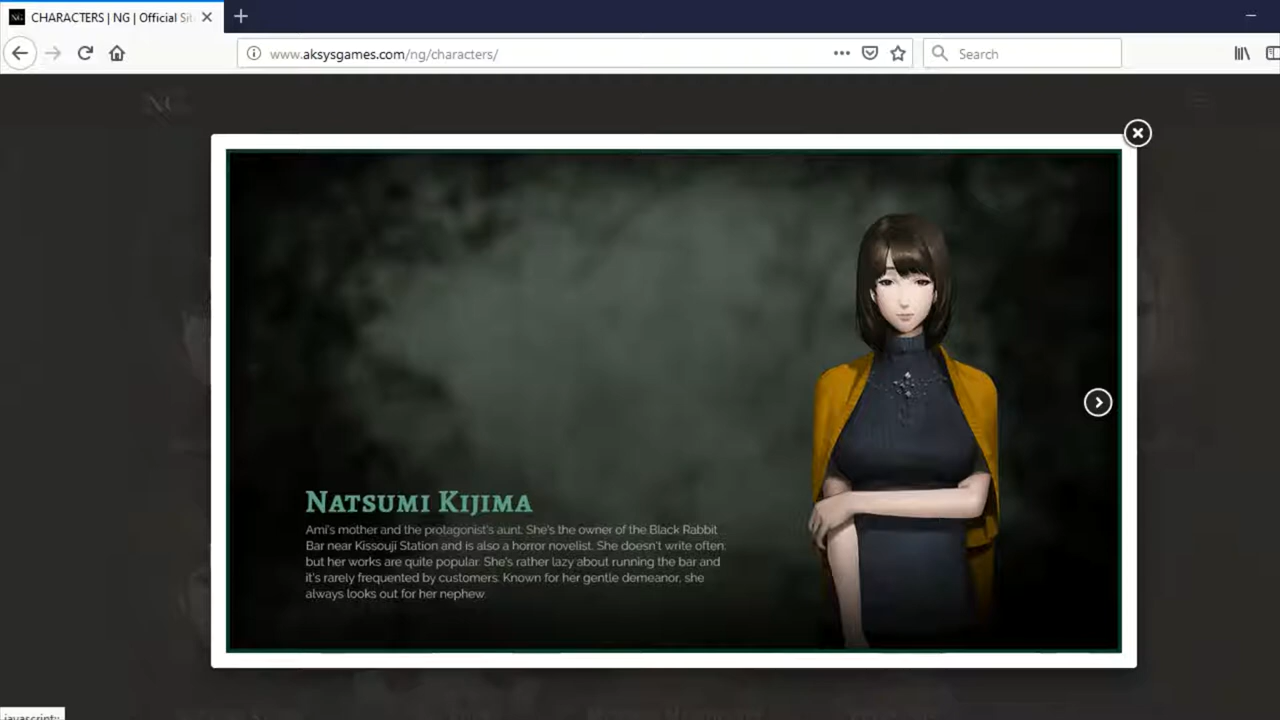 CHARACTERS | NG | Official Sit
www.aksysgames.com/ng/characters/
Search
NG
NATSUMI KIJIMA
Ami's mother and the protagonist's aunt. She's the owner of the Black Rabbit
Bar near Kissouji Station and is also a horror novelist. She doesn't write often,
but her works are quite popular. She's rather lazy about running the bar and
it's rarely frequented by customers. Known for her gentle demeanor, she
always looks out for her nephew.
javascript: